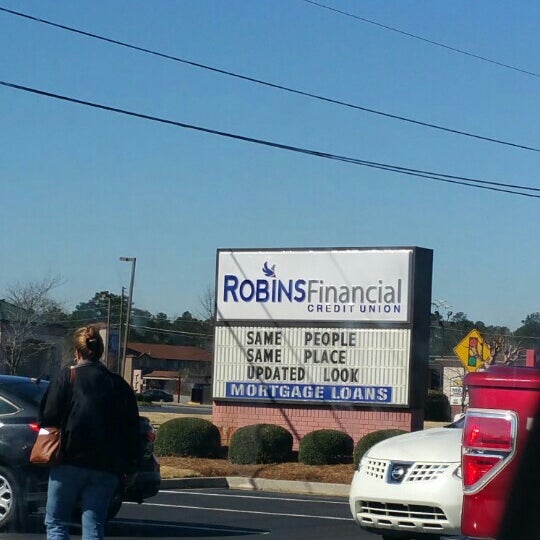 ROBINSFinancial
CREDIT UNION
SAME PEOPLE
SAME PLACE
UPDATED LOOK
MORTGAGE LOANS